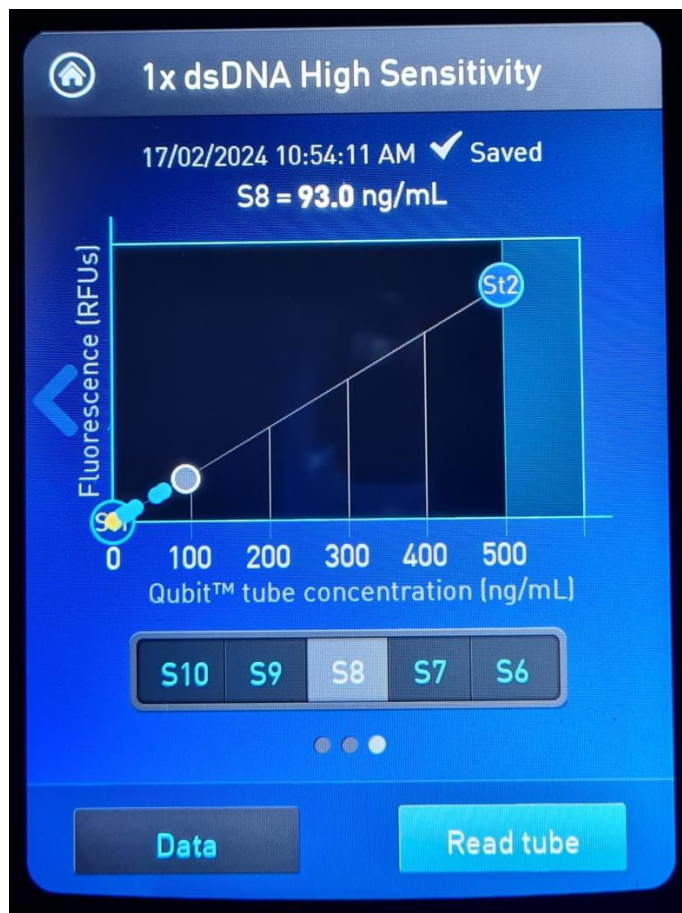 1x dsDNA High Sensitivity
17/02/2024 10:54:11 AM ✓ Saved
S8 = 93.0 ng/mL
Fluorescence (RFUs)
St2
0 100 200 300 400 500
Qubit™ tube concentration (ng/mL)
S10 S9 S8 S7 S6
Data Read tube